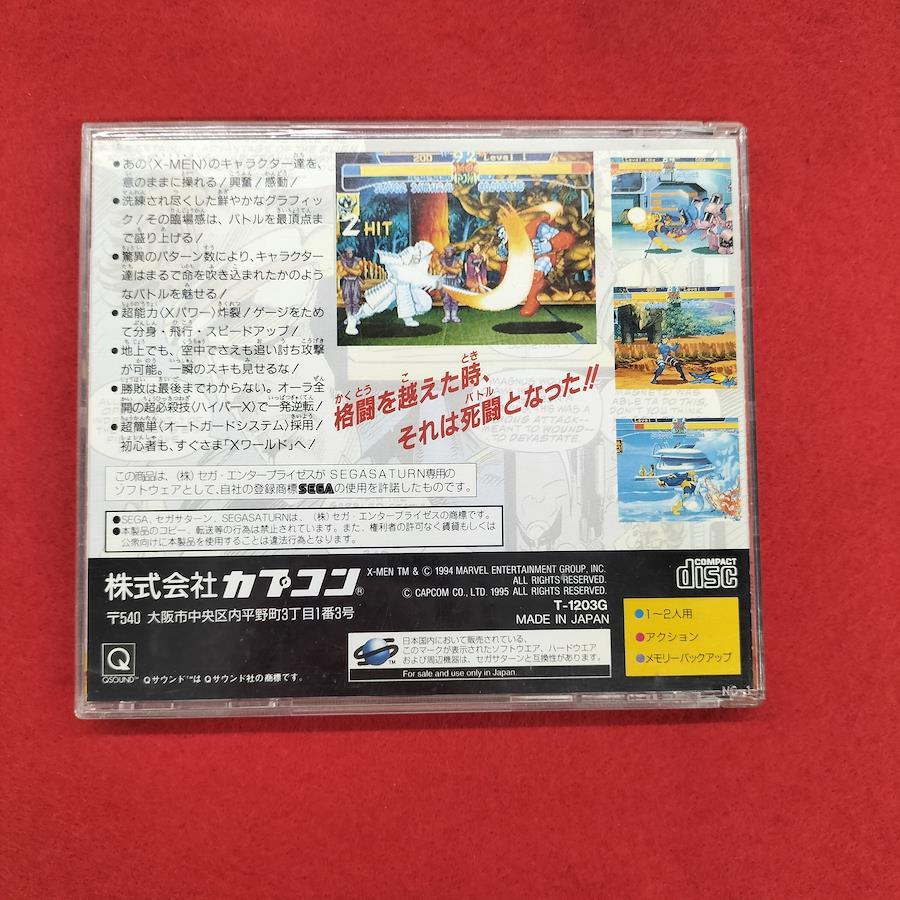 ●あの〈X-MEN〉のキャラクター達を、
意のままに操れる!興奮!感動!
●洗練され尽くした鮮やかなグラフィッ
ク!その臨場感は、バトルを最頂点ま
で盛り上げる!
●驚異のパターン数により、キャラクター
達はまるで命を吹き込まれたかのよう
なバトルを魅せる!
●超能力〈Xパワー〉炸裂!ゲージをため
て分身・飛行・スピードアップ!
●地上でも、空中でさえも追い討ち攻撃
が可能。一瞬のスキも見せるな!
●勝敗は最後までわからない。オーラ全
開の超必殺技〈ハイパーX〉で一発逆転!
●超簡単〈オートガードシステム〉採用!
初心者も、すぐさま"Xワールド"へ!
200 92 Level 1
SILVER SAMURAI COLOSSUS
2 HIT
かくとう こ とき
格闘を越えた時、
バトル
それは死闘となった!!
この商品は、(株)セガ・エンタープライゼスがSEGASATURN専用の
ソフトウェアとして、自社の登録商標SEGAの使用を許諾したものです。
●SEGA、セガサターン、SEGASATURNは、(株)セガ・エンタープライゼスの商標です。
●本製品のコピー、転送等の行為は禁止されています。また、権利者の許可なく賃貸もしくは
公衆向けに本製品を使用することは違法行為となります。
株式会社カプコン®
〒540 大阪市中央区内平野町3丁目1番3号
X-MEN TM & © 1994 MARVEL ENTERTAINMENT GROUP, INC.
ALL RIGHTS RESERVED.
© CAPCOM CO., LTD. 1995 ALL RIGHTS RESERVED.
T-1203G
MADE IN JAPAN
COMPACT
disc
QSOUND™ Qサウンド™は Qサウンド社の商標です。
日本国内において販売されている、
このマークが表示されたソフトウエア、ハードウエア
および周辺機器は、セガサターンと互換性があります。
For sale and use only in Japan.
●1〜2人用
●アクション
●メモリーバックアップ